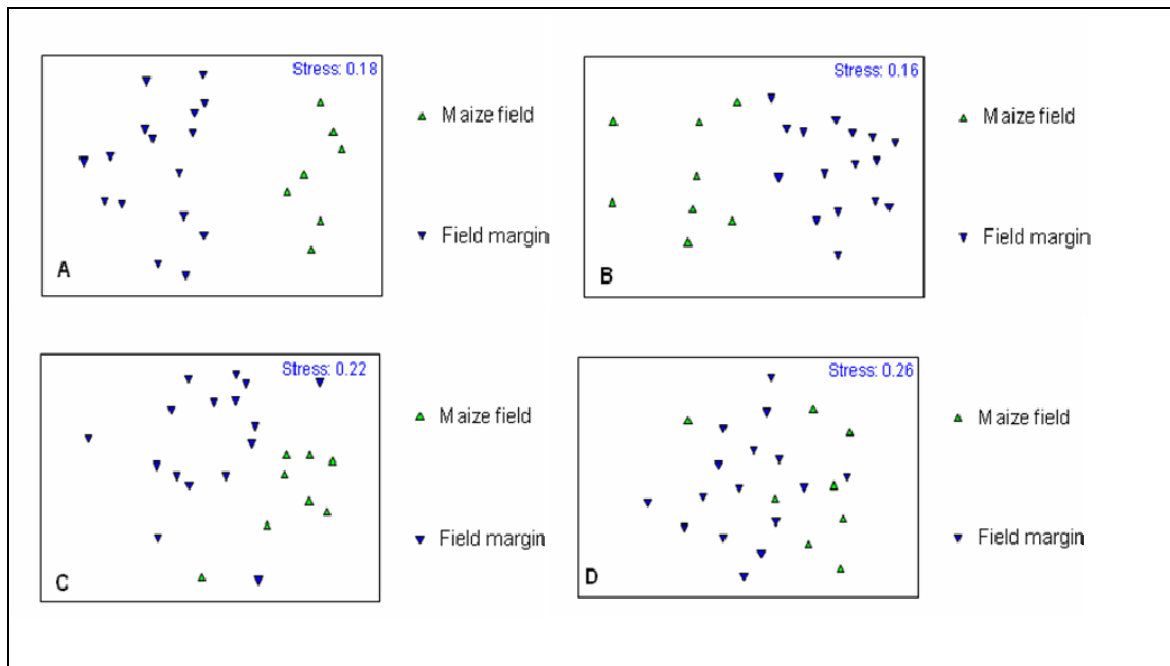 Stress: 0.18
Maize field
Field margin
A
Stress: 0.16
Maize field
Field margin
B
Stress: 0.22
Maize field
Field margin
C
Stress: 0.26
Maize field
Field margin
D